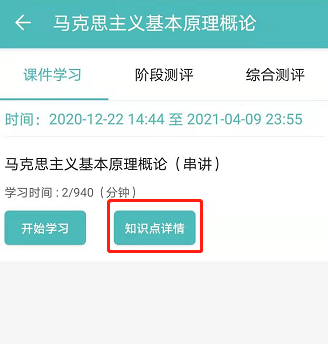 马克思主义基本原理概论
课件学习 阶段测评 综合测评
时间：2020-12-22 14:44 至 2021-04-09 23:55
马克思主义基本原理概论（串讲）
学习时间 : 2/940（分钟）
开始学习 知识点详情